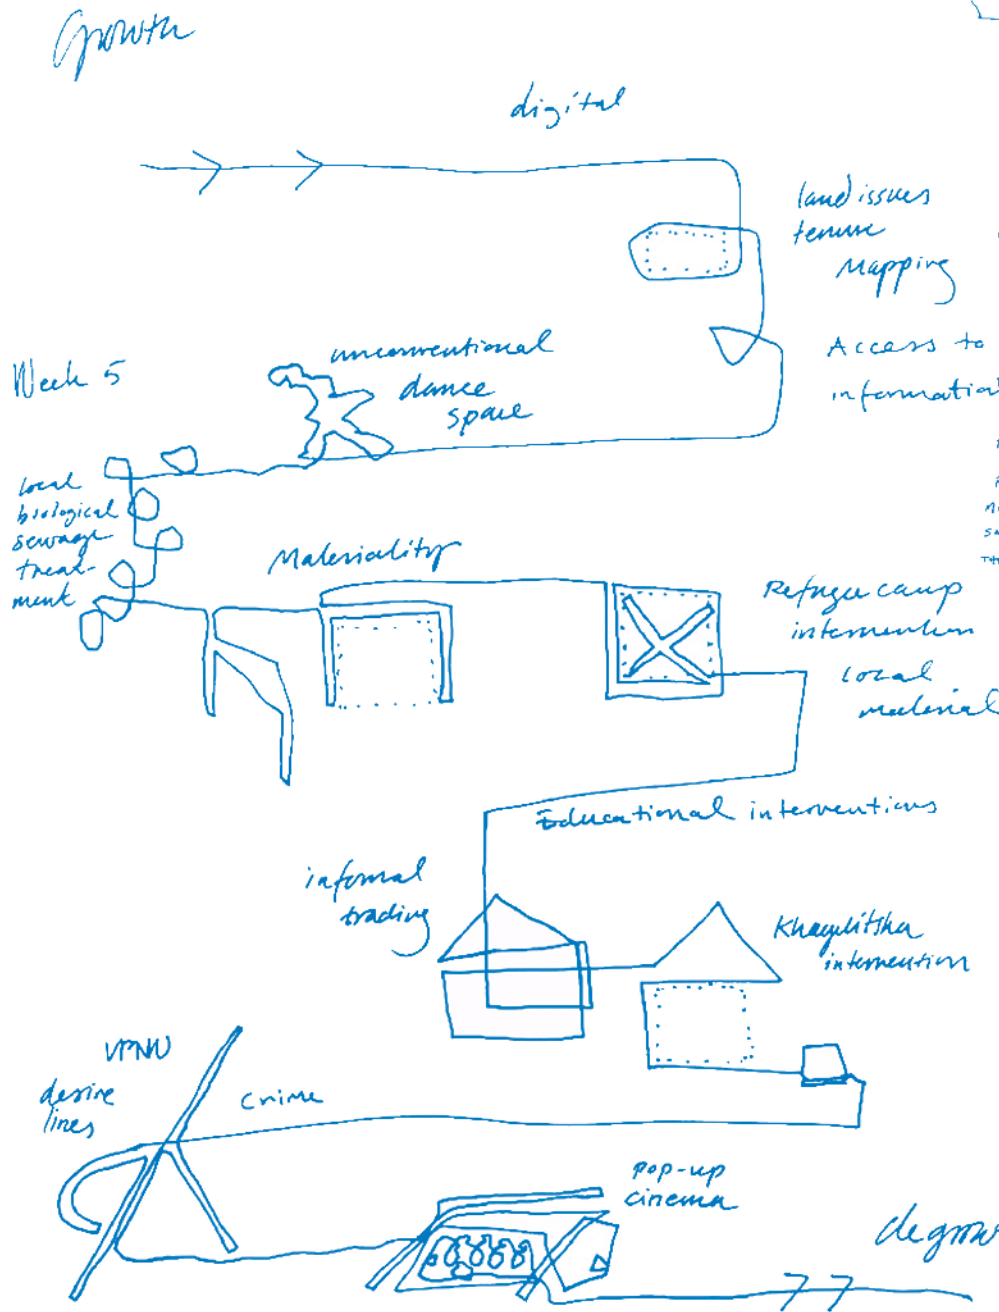 Growth
digital
land issues
tenure
Mapping
Access to
information
Week 5
unconventional
dance
space
local
biological
sewage
treat-
ment
Materiality
Refugee camp
intervention
Local
material
Educational interventions
informal
trading
Khayelitsha
intervention
VPUU
desire
lines
Crime
pop-up
cinema
degrow